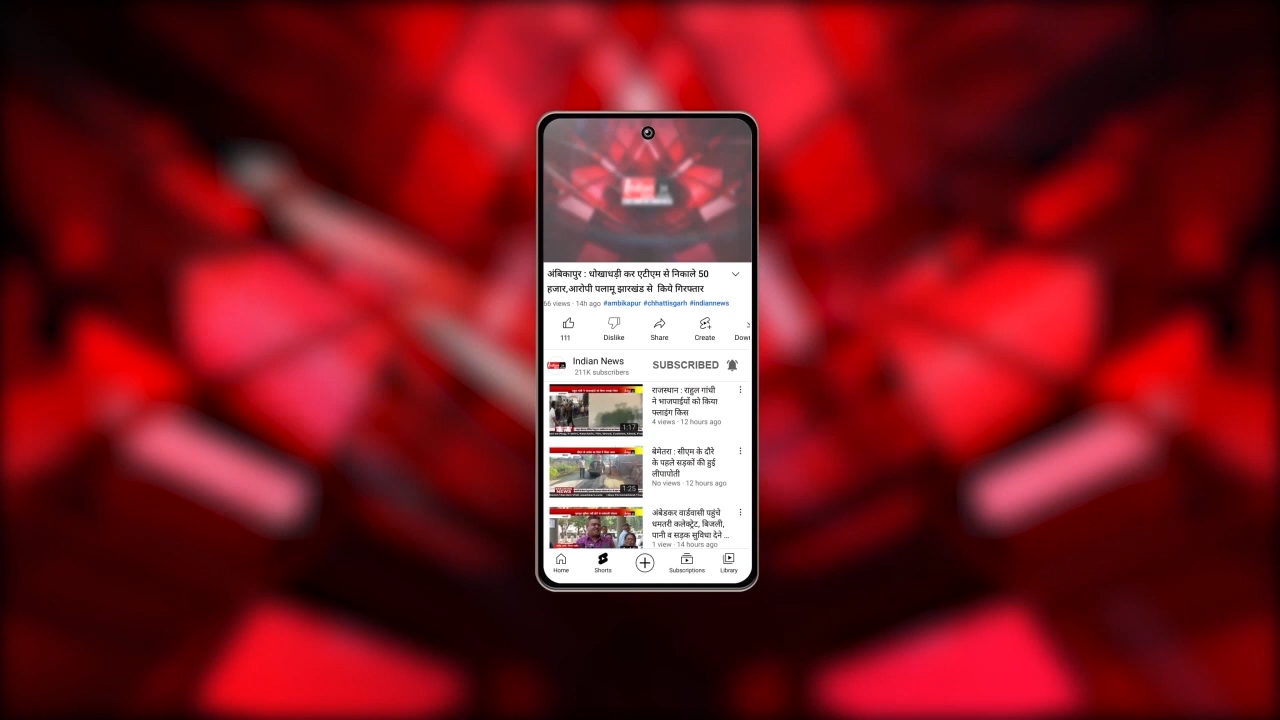 अंबिकापुर : धोखाधड़ी कर एटीएम से निकाले 50
हजार,आरोपी पलामू झारखंड से किये गिरफ्तार
66 views · 14h ago #ambikapur #chhattisgarh #indiannews
111
Dislike
Share
Create
Indian News
211K subscribers
SUBSCRIBED
राजस्थान : राहुल गांधी
ने भाजपाईयों को किया
फ्लाइंग किस
4 views · 12 hours ago
1:17
बेमेतरा : सीएम के दौरे
के पहले सड़कों की हुई
लीपापोती
No views · 12 hours ago
1:25
अंबेडकर वार्डवासी पहुंचे
धमतरी कलेक्ट्रेट, बिजली,
पानी व सड़क सुविधा देने ...
1 view · 14 hours ago
Home
Shorts
Subscriptions
Library